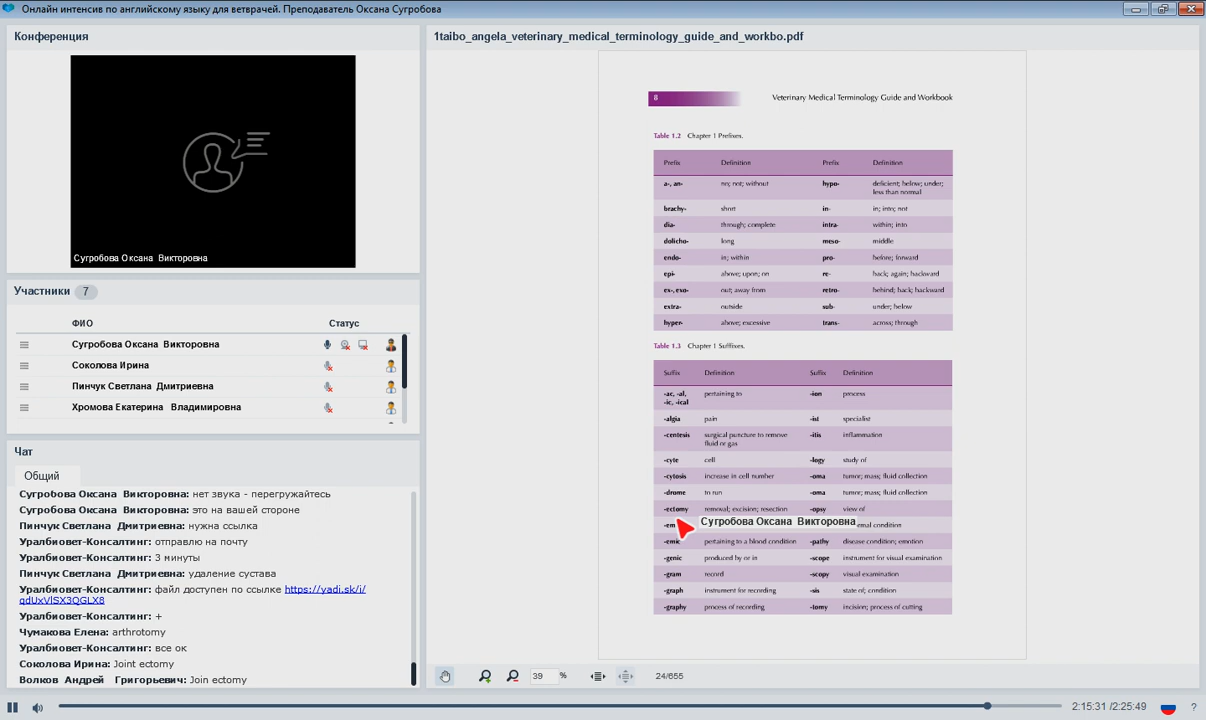 Онлайн интенсив по английскому языку для ветврачей. Преподаватель Оксана Сугробова
Конференция
Сугробова Оксана Викторовна
Участники 7
ФИО Статус
Сугробова Оксана Викторовна
Соколова Ирина
Пинчук Светлана Дмитриевна
Хромова Екатерина Владимировна
Чат
Общий
Сугробова Оксана Викторовна: нет звука - перегружайтесь
Сугробова Оксана Викторовна: это на вашей стороне
Пинчук Светлана Дмитриевна: нужна ссылка
Уралбиовет-Консалтинг: отправлю на почту
Уралбиовет-Консалтинг: 3 минуты
Пинчук Светлана Дмитриевна: удаление сустава
Уралбиовет-Консалтинг: файл доступен по ссылке https://yadi.sk/i/
qdUxVlSX3QGLX8
Уралбиовет-Консалтинг: +
Чумакова Елена: arthrotomy
Уралбиовет-Консалтинг: все ок
Соколова Ирина: Joint ectomy
Волков Андрей Григорьевич: Join ectomy
1taibo_angela_veterinary_medical_terminology_guide_and_workbo.pdf
8 Veterinary Medical Terminology Guide and Workbook
Table 1.2 Chapter 1 Prefixes.
Prefix Definition Prefix Definition
a-, an- no; not; without hypo- deficient; below; under;
less than normal
brachy- short in- in; into; not
dia- through; complete intra- within; into
dolicho- long meso- middle
endo- in; within pro- before; forward
epi- above; upon; on re- back; again; backward
ex-, exo- out; away from retro- behind; back; backward
extra- outside sub- under; below
hyper- above; excessive trans- across; through
Table 1.3 Chapter 1 Suffixes.
Suffix Definition Suffix Definition
-ac, -al, pertaining to -ion process
-ic, -ical
-algia pain -ist specialist
-centesis surgical puncture to remove -itis inflammation
fluid or gas
-cyte cell -logy study of
-cytosis increase in cell number -oma tumor; mass; fluid collection
-drome to run -oma tumor; mass; fluid collection
-ectomy removal; excision; resection -opsy view of
-em Сугробова Оксана Викторовна condition
-emic pertaining to a blood condition -pathy disease condition; emotion
-genic produced by or in -scope instrument for visual examination
-gram record -scopy visual examination
-graph instrument for recording -sis state of; condition
-graphy process of recording -tomy incision; process of cutting
39 % 24/655
2:15:31 /2:25:49 ?